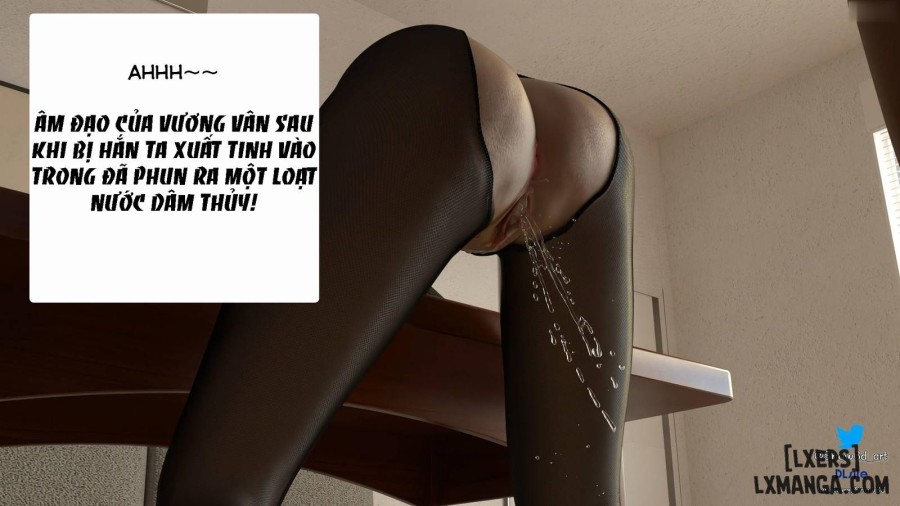 AHHH~~
ÂM ĐẠO CỦA VƯƠNG VÂN SAU
KHI BỊ HẮN TA XUẤT TINH VÀO
TRONG ĐÃ PHUN RA MỘT LOẠT
NƯỚC DÂM THỦY!
[LXERS]
LXMANGA.COM